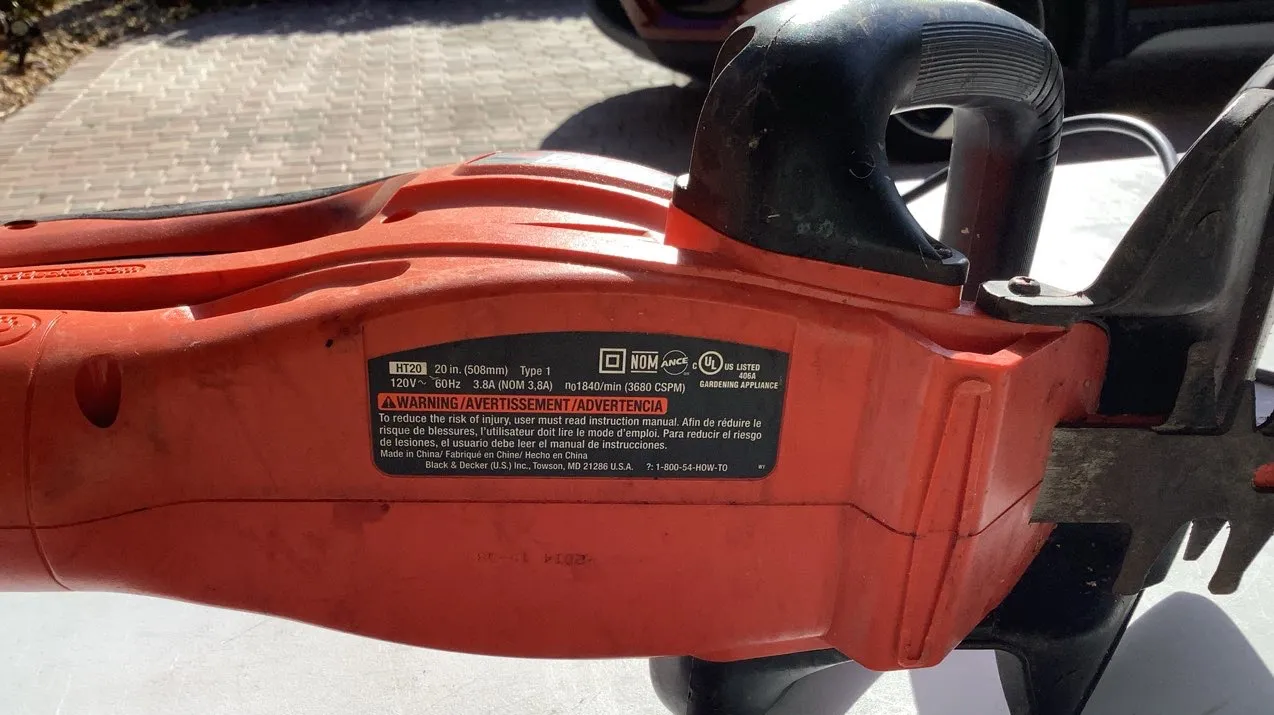 HT20 20 in. (508mm) Type 1
120V~ 60Hz 3.8A (NOM 3,8A) n₀1840/min (3680 CSPM)
NOM ANCE c UL US LISTED
406A
GARDENING APPLIANCE
WARNING/AVERTISSEMENT/ADVERTENCIA
To reduce the risk of injury, user must read instruction manual. Afin de réduire le
risque de blessures, l'utilisateur doit lire le mode d'emploi. Para reducir el riesgo
de lesiones, el usuario debe leer el manual de instrucciones.
Made in China/ Fabriqué en Chine/ Hecho en China
Black & Decker (U.S.) Inc., Towson, MD 21286 U.S.A. ?: 1-800-54-HOW-TO